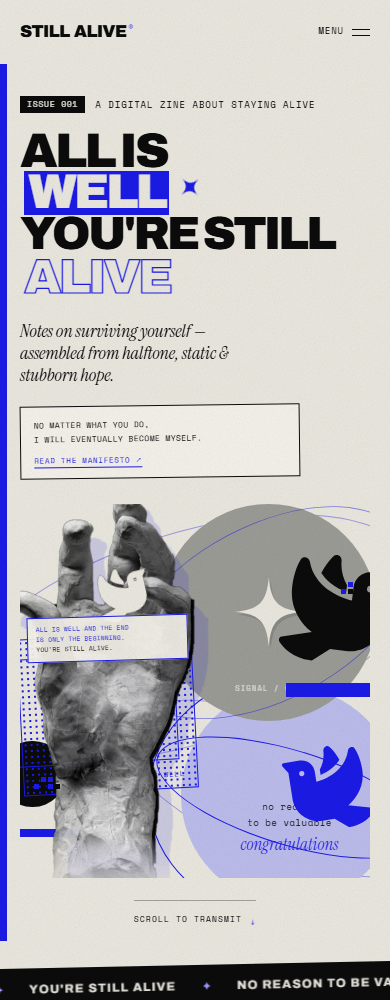 STILL ALIVE®
MENU
ISSUE 001
A DIGITAL ZINE ABOUT STAYING ALIVE
ALL IS
WELL
YOU'RE STILL
ALIVE
Notes on surviving yourself —
assembled from halftone, static &
stubborn hope.
NO MATTER WHAT YOU DO,
I WILL EVENTUALLY BECOME MYSELF.
READ THE MANIFESTO ↗
ALL IS WELL AND THE END
IS ONLY THE BEGINNING.
YOU'RE STILL ALIVE.
SIGNAL /
no
to be valuable
congratulations
SCROLL TO TRANSMIT ↓
YOU'RE STILL ALIVE ✦ NO REASON TO BE